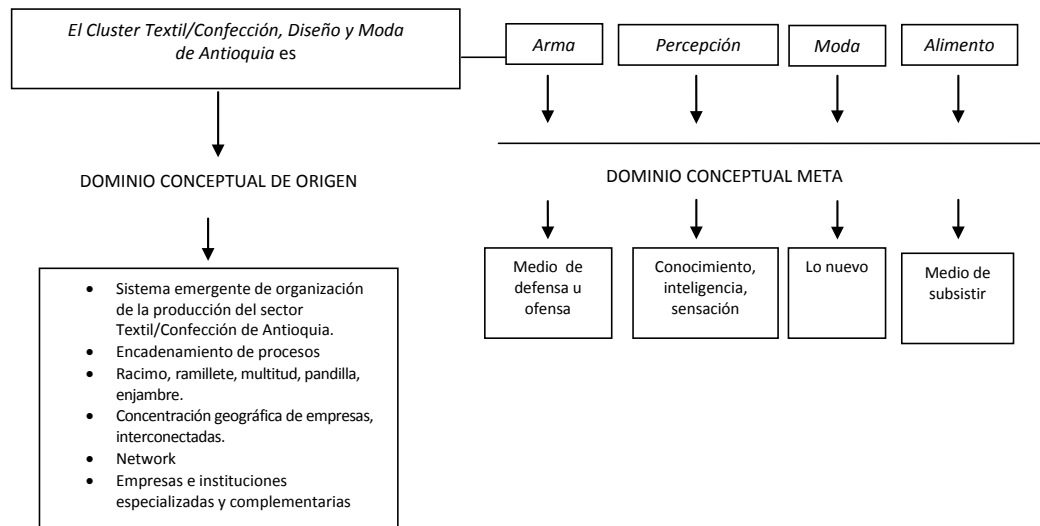 El Cluster Textil/Confección, Diseño y Moda
de Antioquia es
Arma
Percepción
Moda
Alimento
DOMINIO CONCEPTUAL DE ORIGEN
DOMINIO CONCEPTUAL META
Medio de
defensa u
ofensa
Conocimiento,
inteligencia,
sensación
Lo nuevo
Medio de
subsistir
• Sistema emergente de organización
de la producción del sector
Textil/Confección de Antioquia.
• Encadenamiento de procesos
• Racimo, ramillete, multitud, pandilla,
enjambre.
• Concentración geográfica de empresas,
interconectadas.
• Network
• Empresas e instituciones
especializadas y complementarias